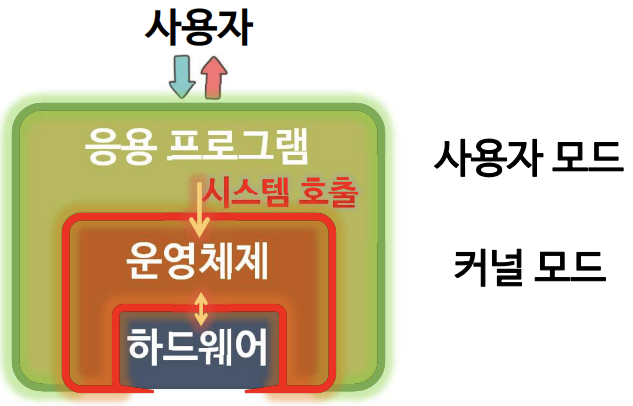 사용자
응용 프로그램
사용자 모드
시스템 호출
운영체제
커널 모드
하드웨어